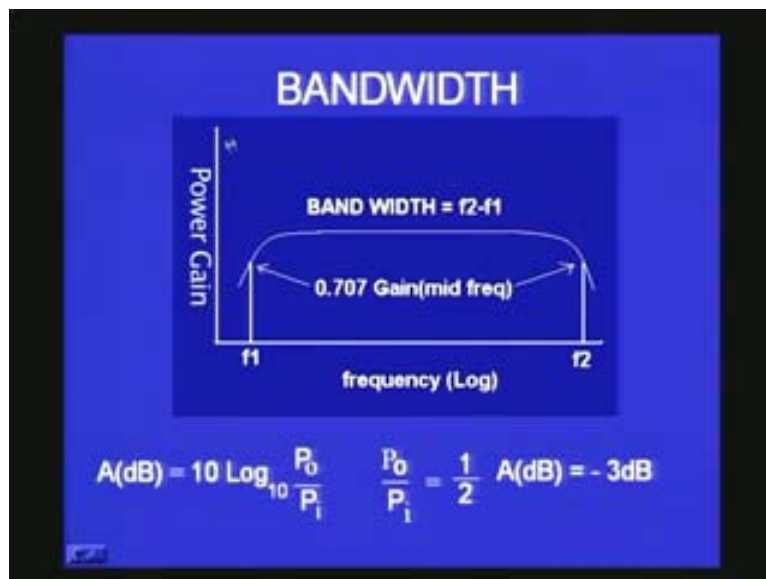 BANDWIDTH
Power Gain
BAND WIDTH = f2-f1
0.707 Gain(mid freq)
f1 f2
frequency (Log)
A(dB) = 10 Log₁₀ Po/Pi Po/Pi = 1/2 A(dB) = - 3dB